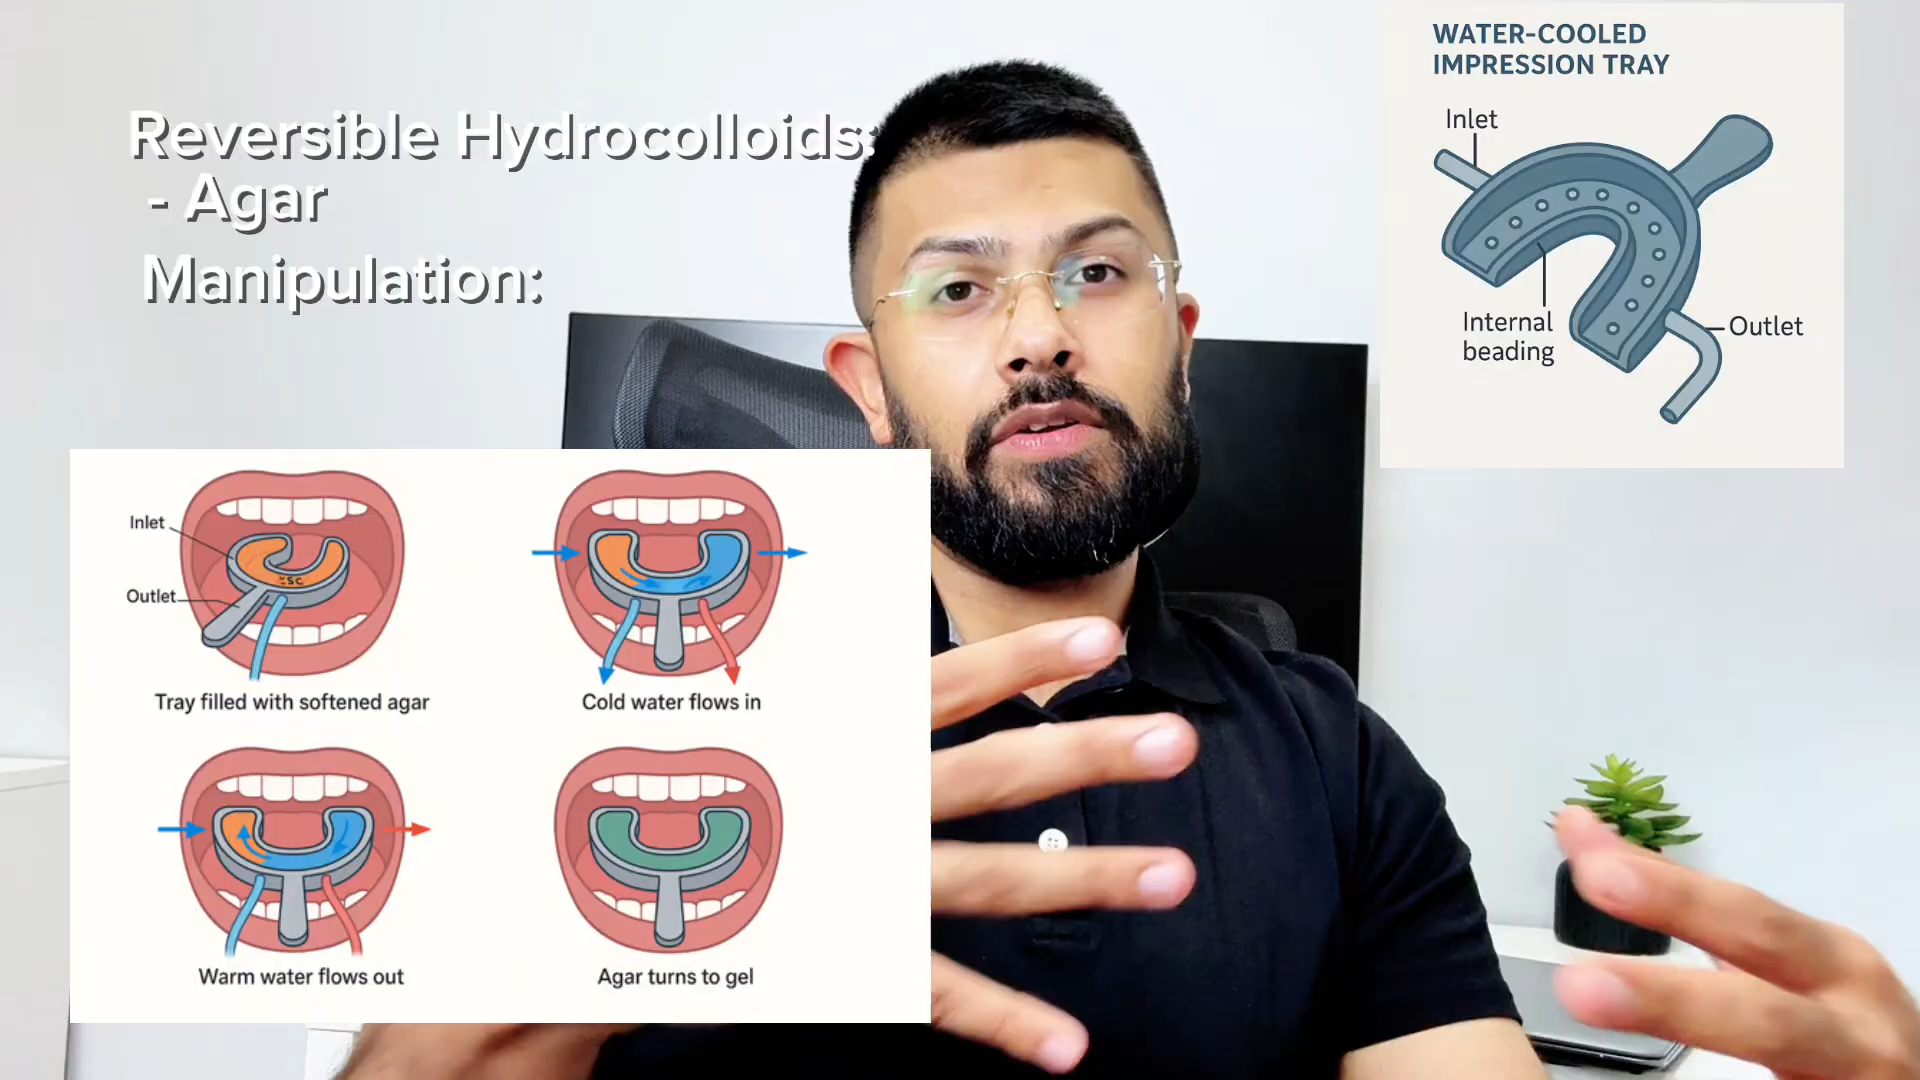 Reversible Hydrocolloids:
- Agar
Manipulation:
WATER-COOLED
IMPRESSION TRAY
Inlet
Internal
beading
Outlet
Inlet
Outlet
Tray filled with softened agar
Cold water flows in
Warm water flows out
Agar turns to gel